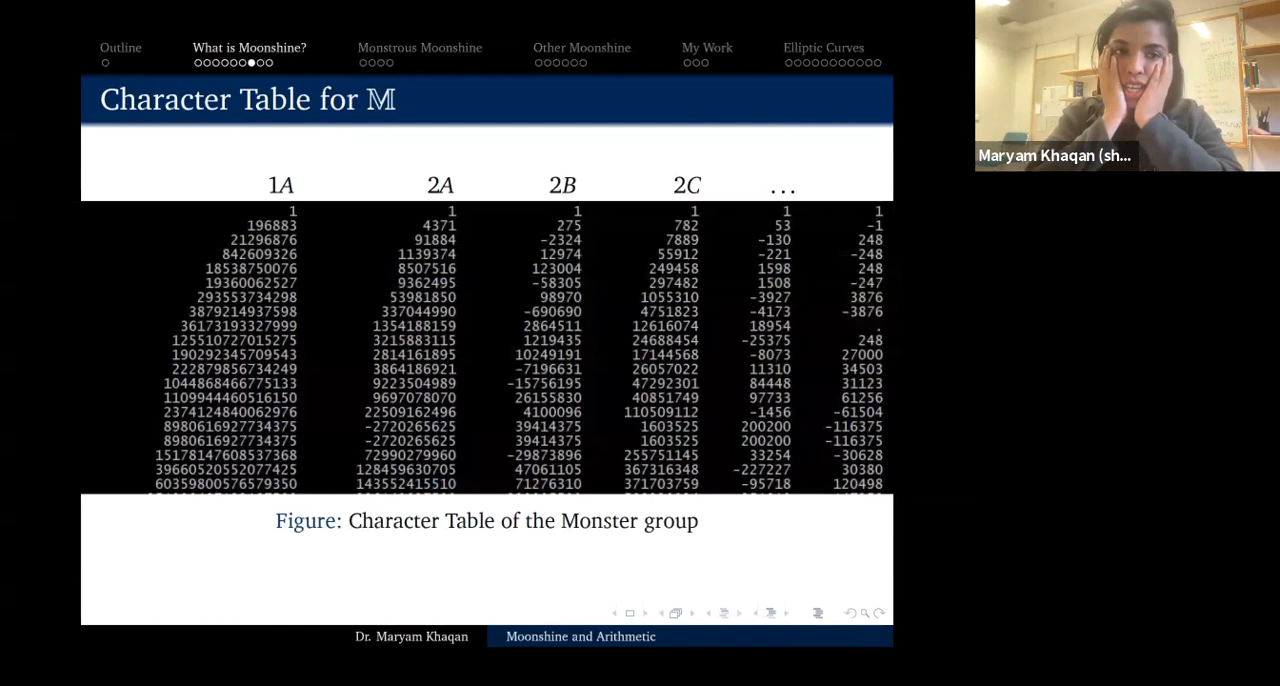 Outline What is Moonshine? Monstrous Moonshine Other Moonshine My Work Elliptic Curves
Character Table for 𝕄
1A 2A 2B 2C ...
1 1 1 1 1 1
196883 4371 275 782 53 -1
21296876 91884 -2324 7889 -130 248
842609326 1139374 12974 55912 -221 -248
18538750076 8507516 123004 249458 1598 248
19360062527 9362495 -58305 297482 1508 -247
293553734298 53981850 98970 1055310 -3927 3876
3879214937598 337044990 -690690 4751823 -4173 -3876
36173193327999 1354188159 2864511 12616074 18954 .
125510727015275 3215883115 1219435 24688454 -25375 248
190292345709543 2814161895 10249191 17144568 -8073 27000
222879856734249 3864186921 -7196631 26057022 11310 34503
1044868466775133 9223504989 -15756195 47292301 84448 31123
1109944460516150 9697078070 26155830 40851749 97733 61256
2374124840062976 22509162496 4100096 110509112 -1456 -61504
8980616927734375 -2720265625 39414375 1603525 200200 -116375
8980616927734375 -2720265625 39414375 1603525 200200 -116375
15178147608537368 72990279960 -29873896 255751145 33254 -30628
39660520552077425 128459630705 47061105 367316348 -227227 30380
60359800576579350 143552415510 71276310 371703759 -95718 120498
Figure: Character Table of the Monster group
Dr. Maryam Khaqan Moonshine and Arithmetic
Maryam Khaqan (sh...